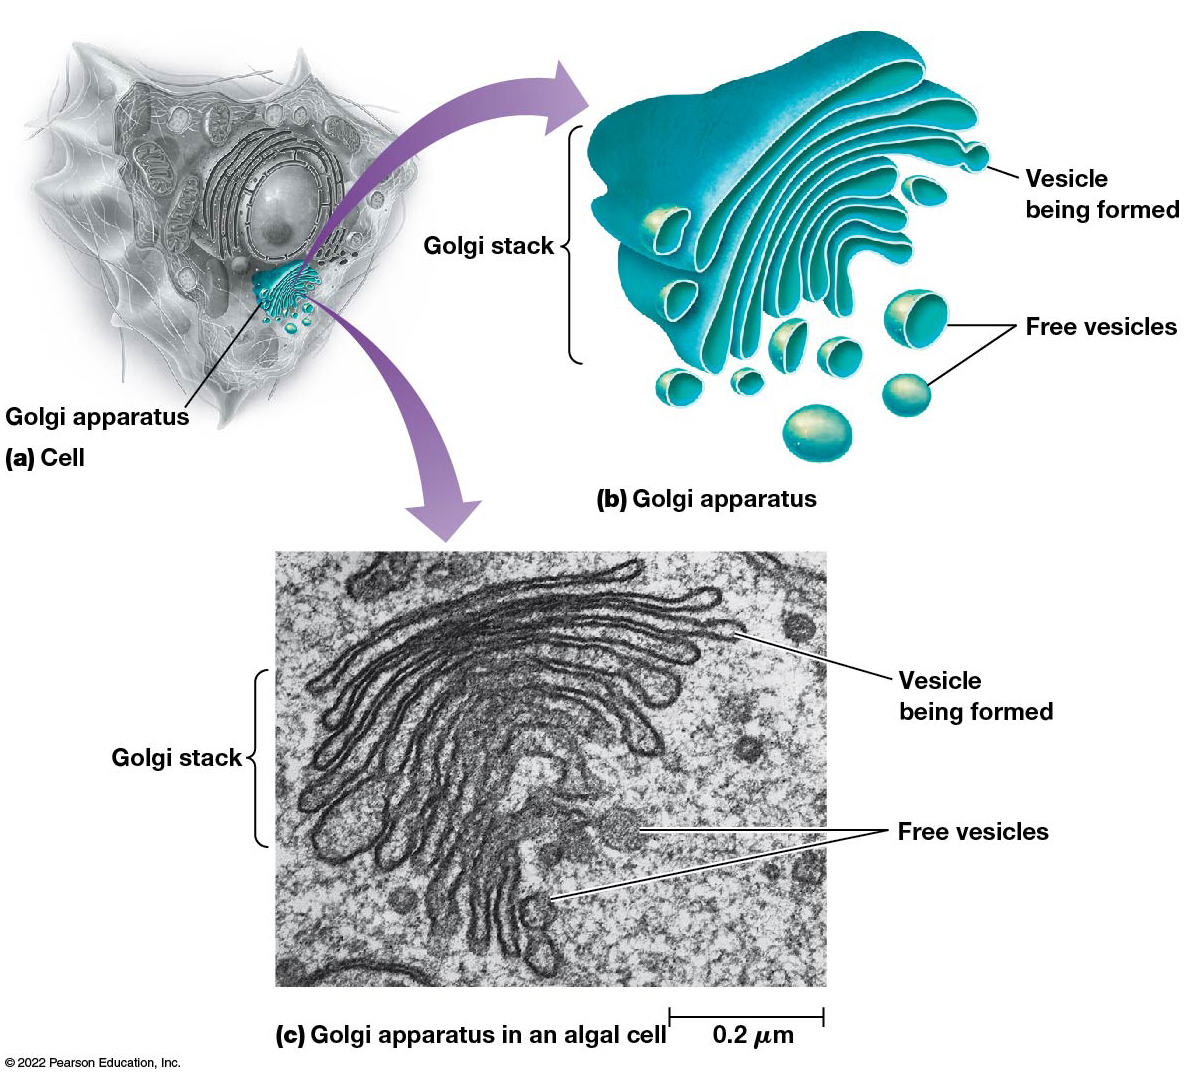 Golgi apparatus
(a) Cell
Golgi stack
Vesicle
being formed
Free vesicles
(b) Golgi apparatus
Golgi stack
Vesicle
being formed
Free vesicles
(c) Golgi apparatus in an algal cell
0.2 μm
© 2022 Pearson Education, Inc.